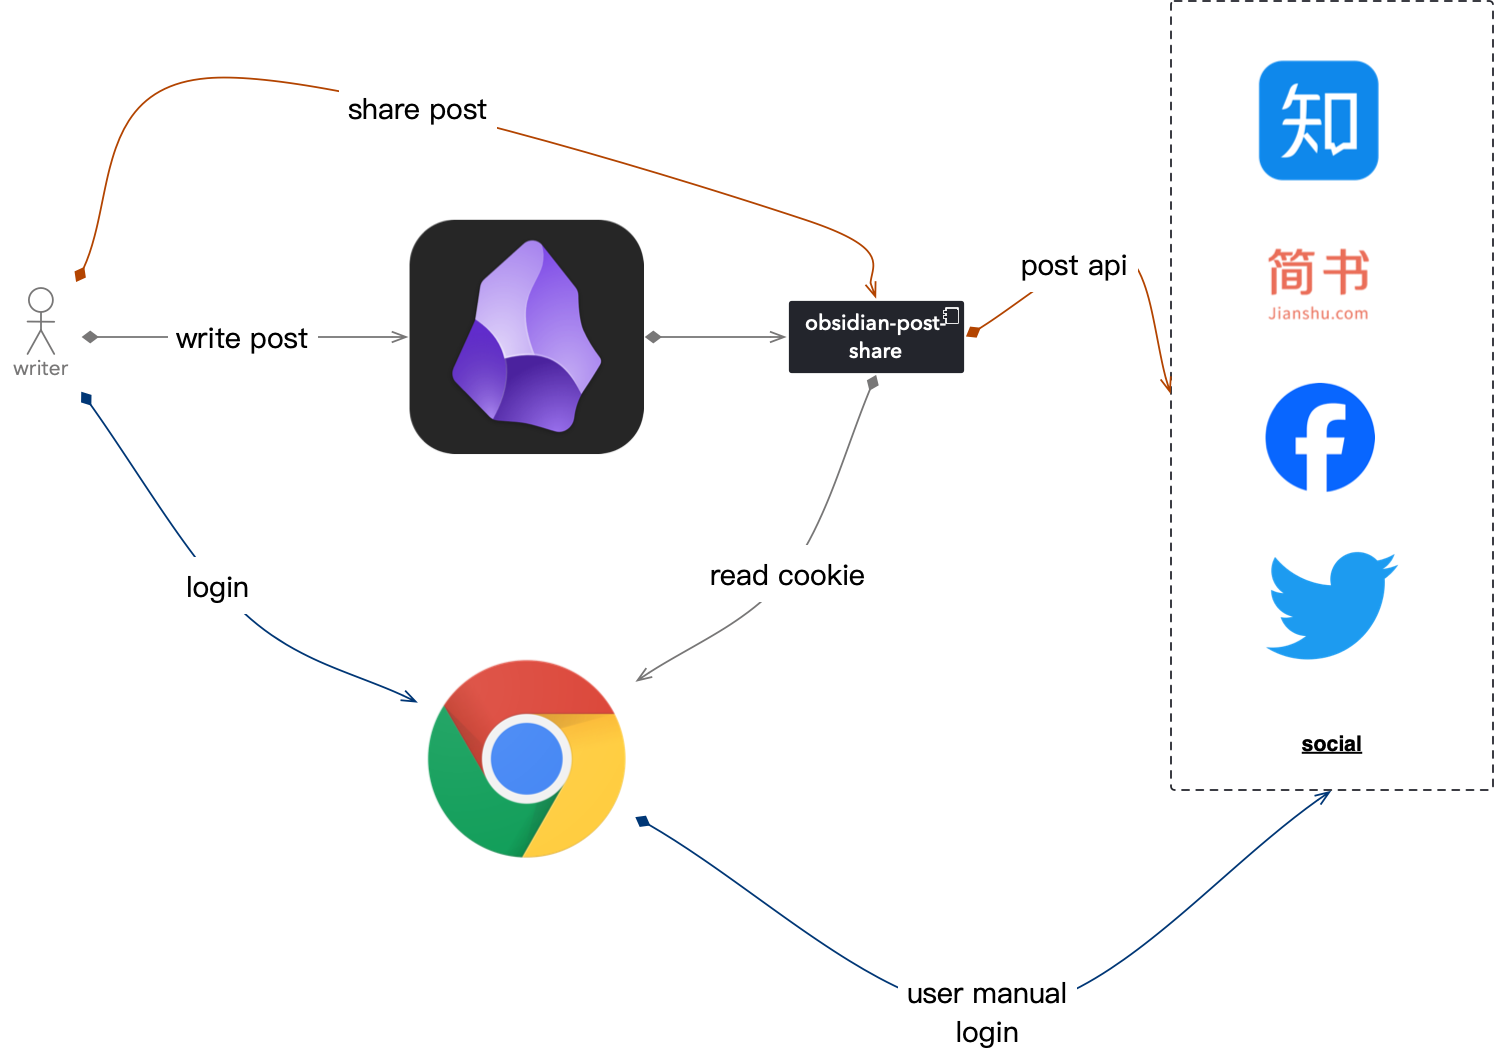 share post
知
简书
Jianshu.com
post api
obsidian-post-
share
write post
writer
read cookie
login
social
user manual
login